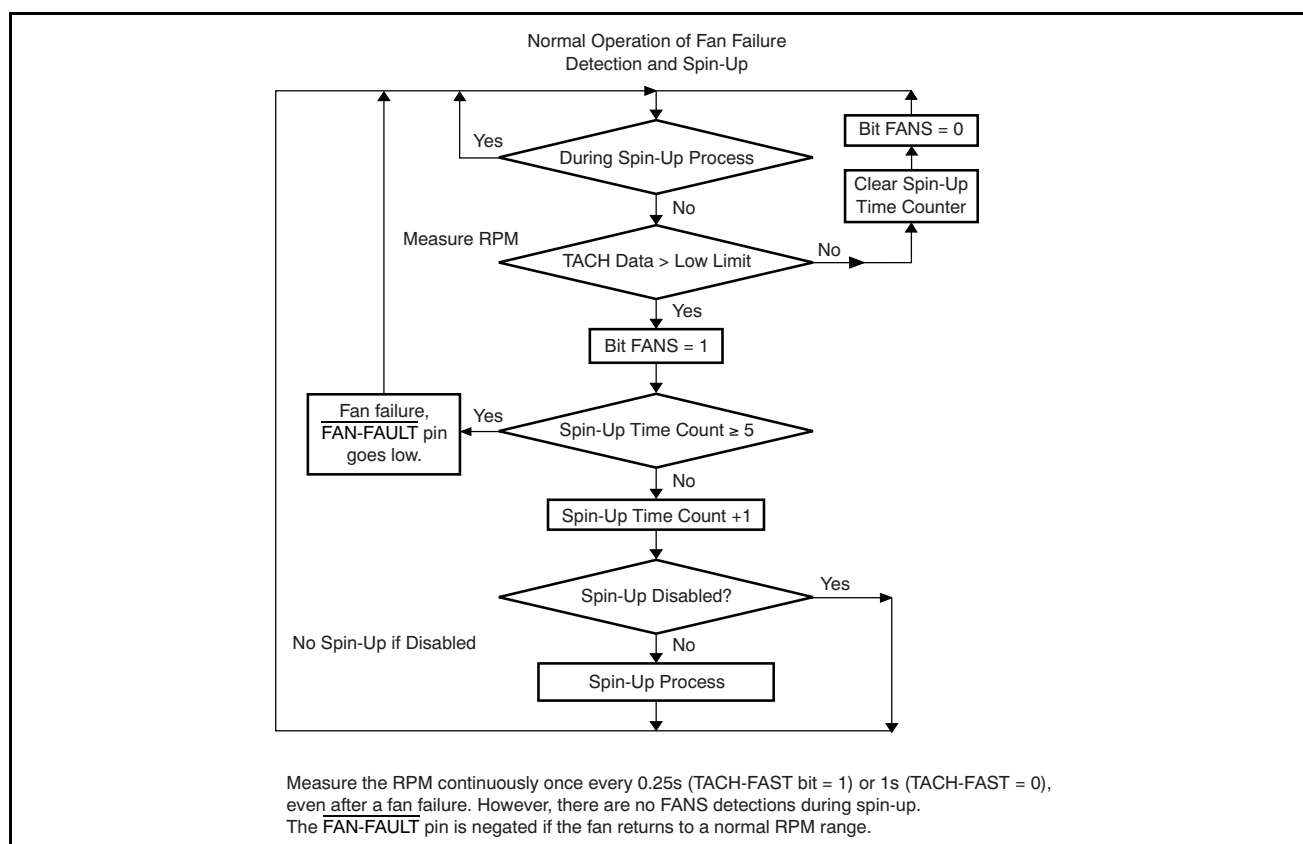 Normal Operation of Fan Failure
Detection and Spin-Up
Yes
During Spin-Up Process
Bit FANS = 0
Clear Spin-Up
Time Counter
No
Measure RPM
TACH Data > Low Limit
No
Yes
Bit FANS = 1
Fan failure,
FAN-FAULT pin
goes low.
Yes
Spin-Up Time Count ≥ 5
No
Spin-Up Time Count +1
Spin-Up Disabled?
Yes
No Spin-Up if Disabled
No
Spin-Up Process
Measure the RPM continuously once every 0.25s (TACH-FAST bit = 1) or 1s (TACH-FAST = 0),
even after a fan failure. However, there are no FANS detections during spin-up.
The FAN-FAULT pin is negated if the fan returns to a normal RPM range.